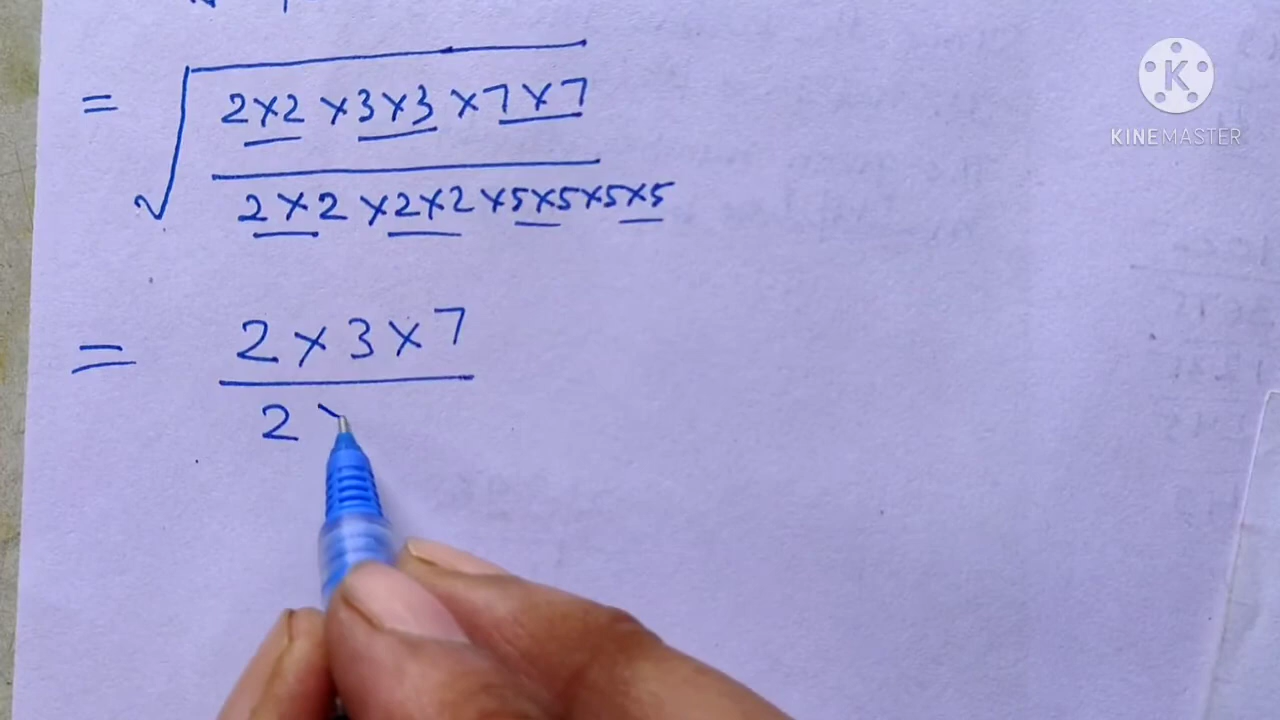 KINEMASTER
= √ 2×2 ×3×3 ×7×7
2×2 ×2×2 ×5×5×5×5
= 2×3×7
2